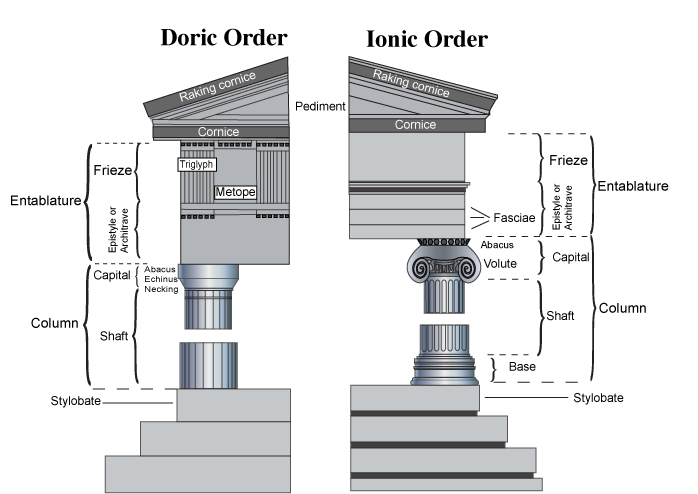 Doric Order
Raking cornice
Cornice
Pediment
Triglyph
Metope
Frieze
Entablature
Epistyle or
Architrave
Capital
Abacus
Echinus
Necking
Column
Shaft
Stylobate
Ionic Order
Raking cornice
Cornice
Frieze
Entablature
Fasciae
Epistyle or
Architrave
Abacus
Volute
Capital
Column
Shaft
Base
Stylobate